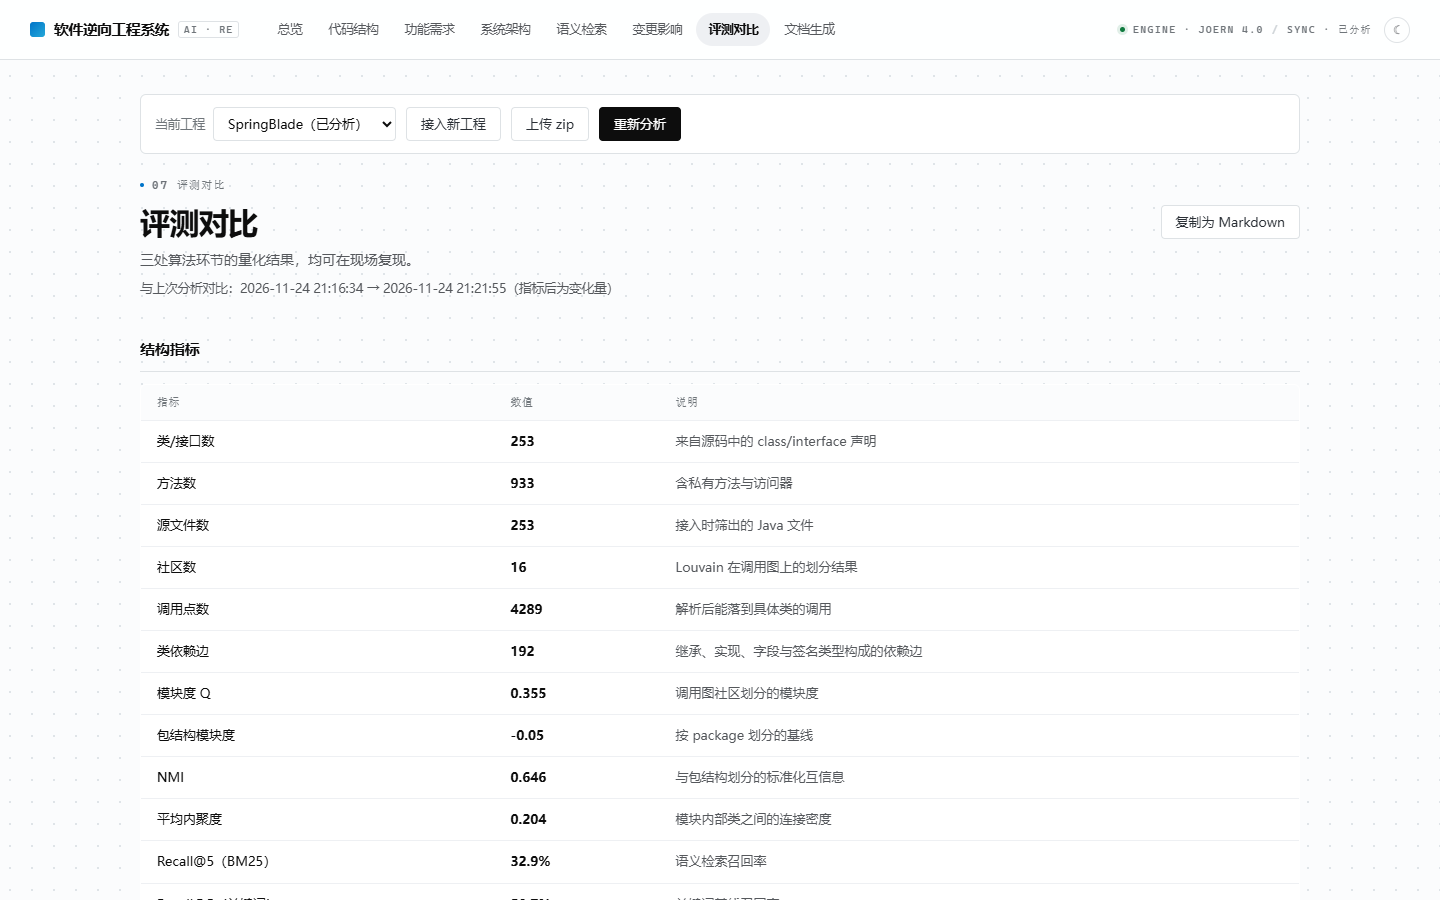 软件逆向工程系统 AI · RE 总览 代码结构 功能需求 系统架构 语义检索 变更影响 评测对比 文档生成 ENGINE · JOERN 4.0 / SYNC · 已分析
当前工程 SpringBlade（已分析） 接入新工程 上传 zip 重新分析
07 评测对比
评测对比
复制为 Markdown
三处算法环节的量化结果，均可在现场复现。
与上次分析对比：2026-11-24 21:16:34 → 2026-11-24 21:21:55（指标后为变化量）
结构指标
指标 数值 说明
类/接口数 253 来自源码中的 class/interface 声明
方法数 933 含私有方法与访问器
源文件数 253 接入时筛出的 Java 文件
社区数 16 Louvain 在调用图上的划分结果
调用点数 4289 解析后能落到具体类的调用
类依赖边 192 继承、实现、字段与签名类型构成的依赖边
模块度 Q 0.355 调用图社区划分的模块度
包结构模块度 -0.05 按 package 划分的基线
NMI 0.646 与包结构划分的标准化互信息
平均内聚度 0.204 模块内部类之间的连接密度
Recall@5（BM25） 32.9% 语义检索召回率